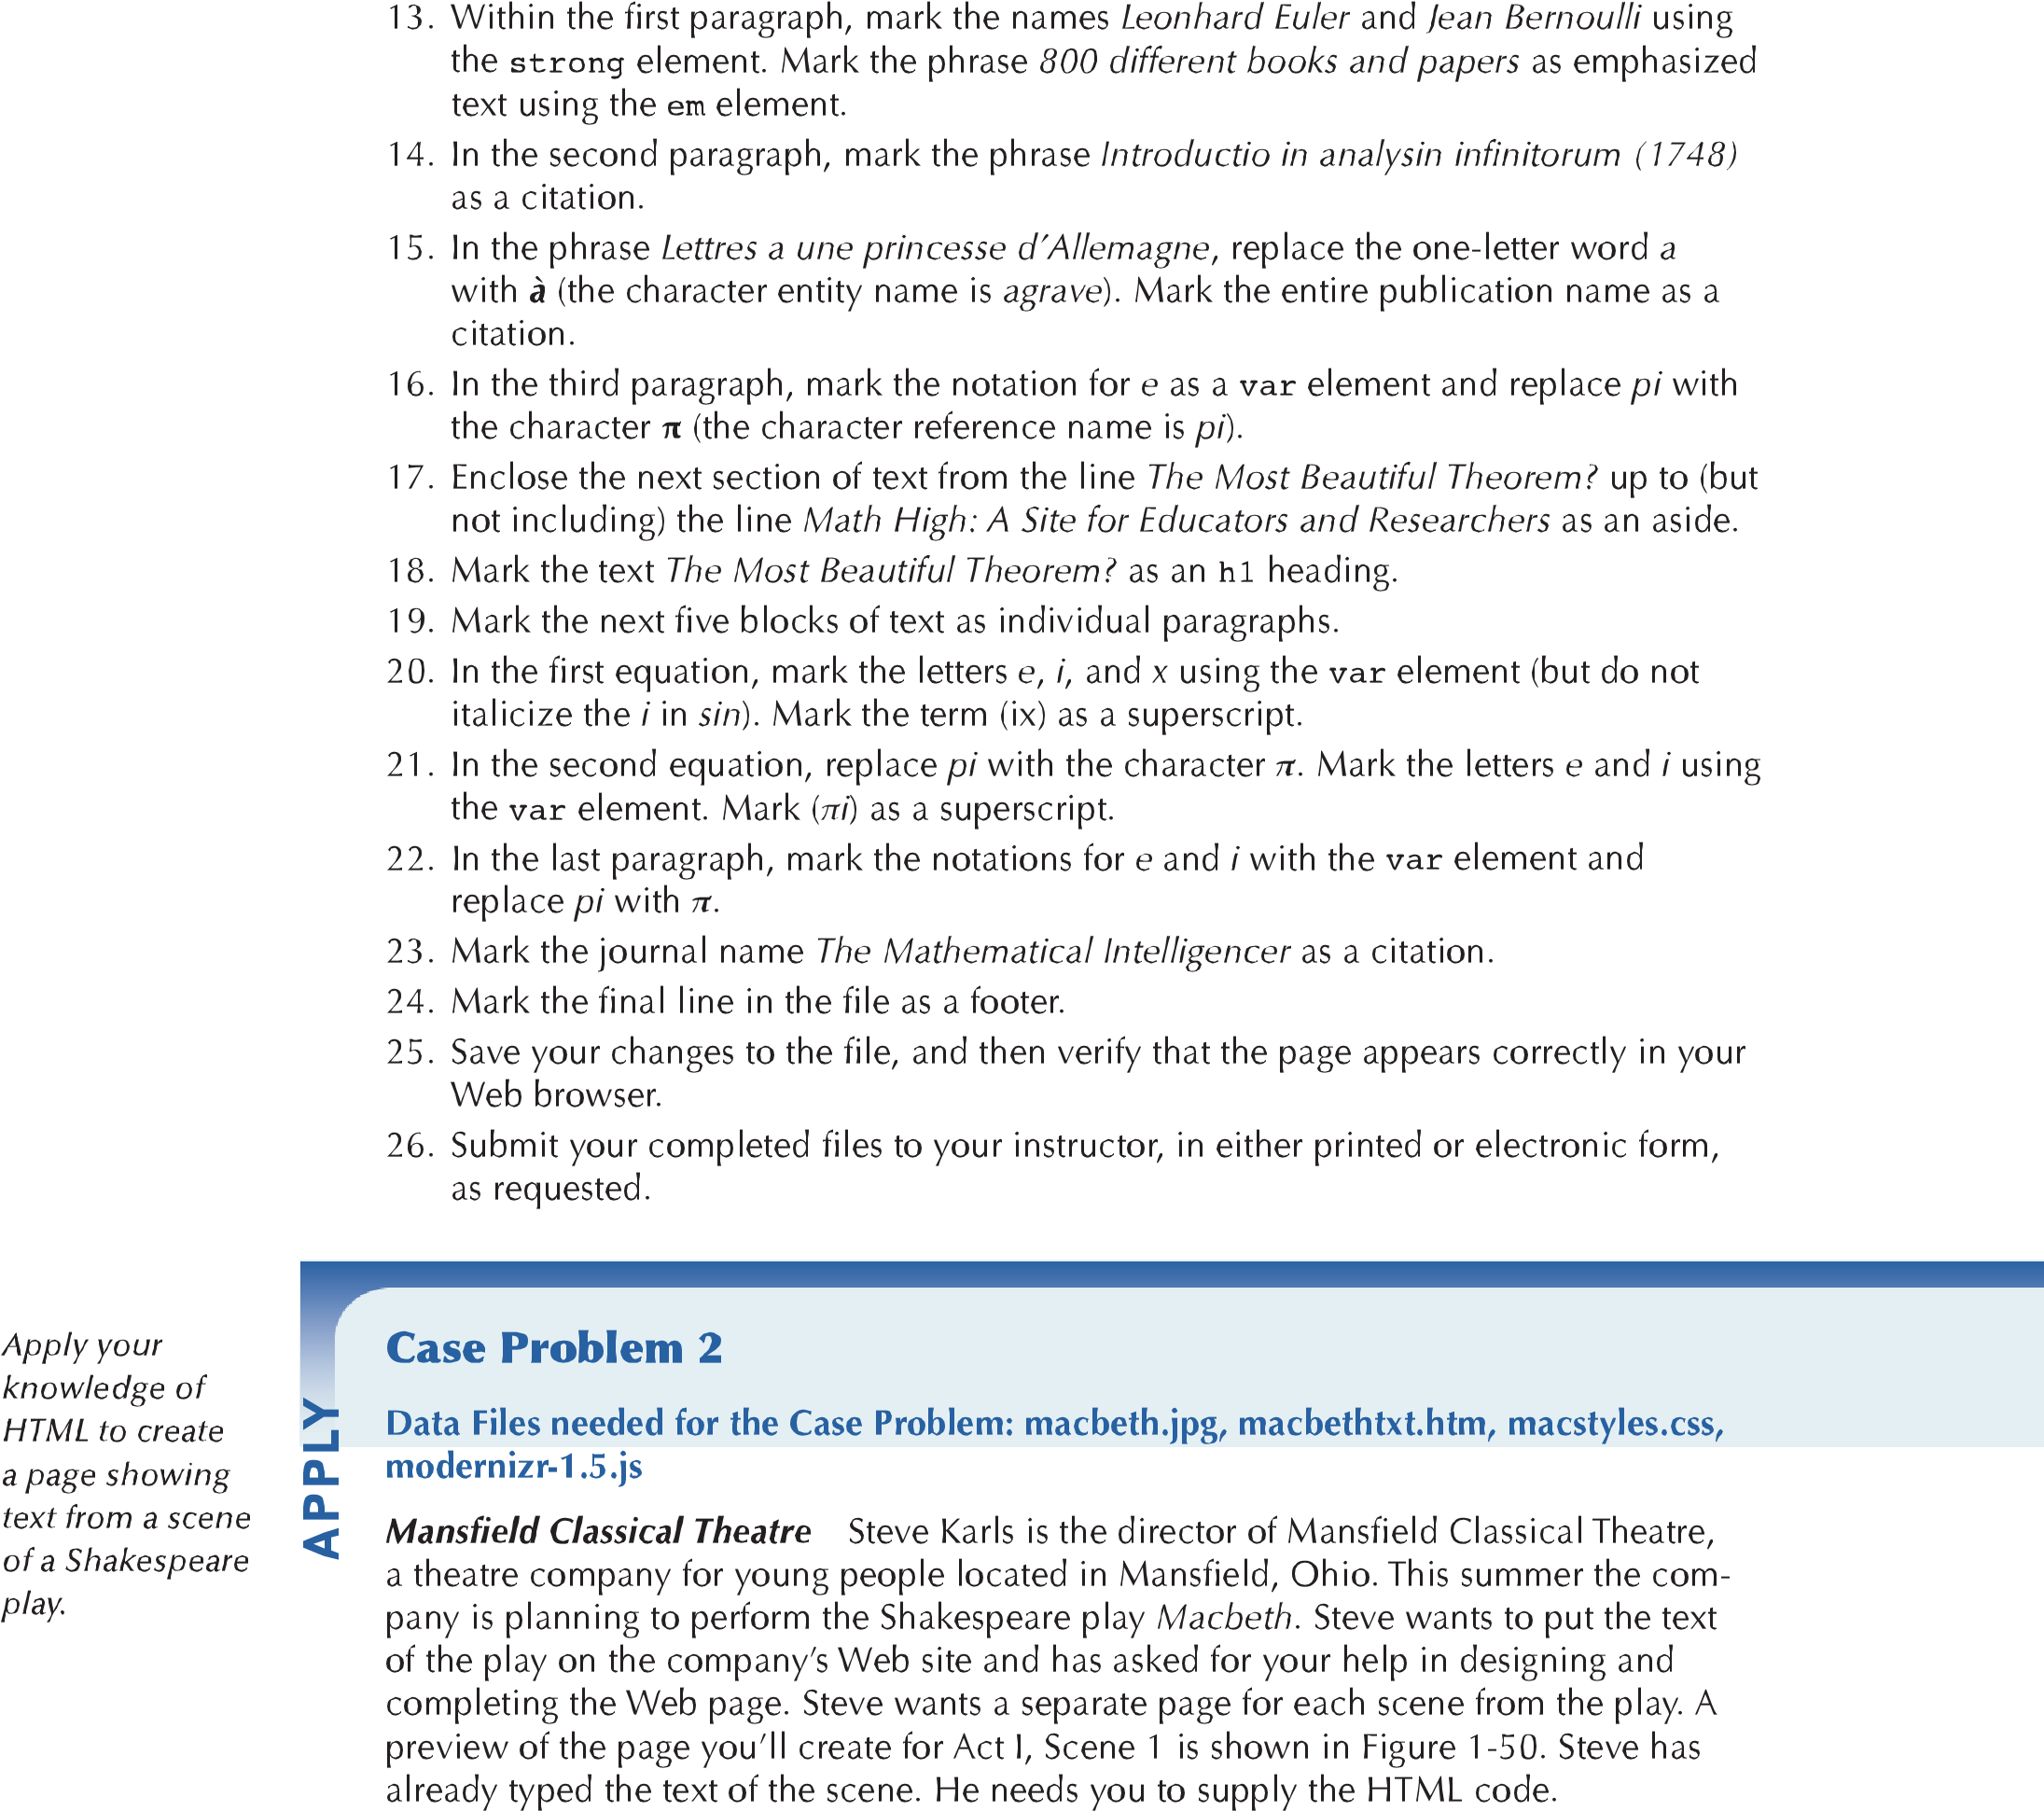 13. Within the first paragraph, mark the names Leonhard Euler and Jean Bernoulli using
the strong element. Mark the phrase 800 different books and papers as emphasized
text using the em element.
14. In the second paragraph, mark the phrase Introductio in analysin infinitorum (1748)
as a citation.
15. In the phrase Lettres a une princesse d’Allemagne, replace the one-letter word a
with à (the character entity name is agrave). Mark the entire publication name as a
citation.
16. In the third paragraph, mark the notation for e as a var element and replace pi with
the character π (the character reference name is pi).
17. Enclose the next section of text from the line The Most Beautiful Theorem? up to (but
not including) the line Math High: A Site for Educators and Researchers as an aside.
18. Mark the text The Most Beautiful Theorem? as an h1 heading.
19. Mark the next five blocks of text as individual paragraphs.
20. In the first equation, mark the letters e, i, and x using the var element (but do not
italicize the i in sin). Mark the term (ix) as a superscript.
21. In the second equation, replace pi with the character π. Mark the letters e and i using
the var element. Mark (πi) as a superscript.
22. In the last paragraph, mark the notations for e and i with the var element and
replace pi with π.
23. Mark the journal name The Mathematical Intelligencer as a citation.
24. Mark the final line in the file as a footer.
25. Save your changes to the file, and then verify that the page appears correctly in your
Web browser.
26. Submit your completed files to your instructor, in either printed or electronic form,
as requested.
Apply your
knowledge of
HTML to create
a page showing
text from a scene
of a Shakespeare
play.
APPLY
Case Problem 2
Data Files needed for the Case Problem: macbeth.jpg, macbethtxt.htm, macstyles.css,
modernizr-1.5.js
Mansfield Classical Theatre Steve Karls is the director of Mansfield Classical Theatre,
a theatre company for young people located in Mansfield, Ohio. This summer the com-
pany is planning to perform the Shakespeare play Macbeth. Steve wants to put the text
of the play on the company’s Web site and has asked for your help in designing and
completing the Web page. Steve wants a separate page for each scene from the play. A
preview of the page you’ll create for Act I, Scene 1 is shown in Figure 1-50. Steve has
already typed the text of the scene. He needs you to supply the HTML code.